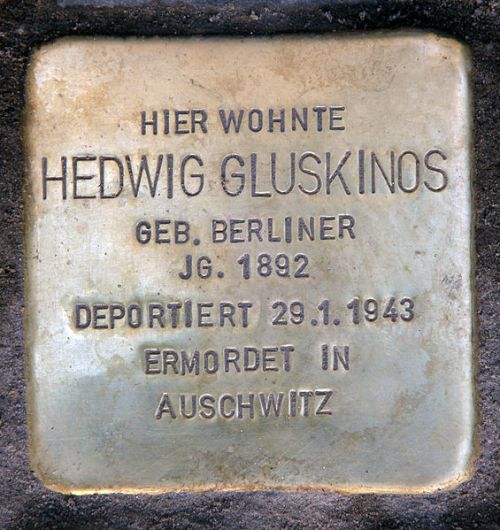 HIER WOHNTE
HEDWIG GLUSKINOS
GEB. BERLINER
JG. 1892
DEPORTIERT 29.1.1943
ERMORDET IN
AUSCHWITZ